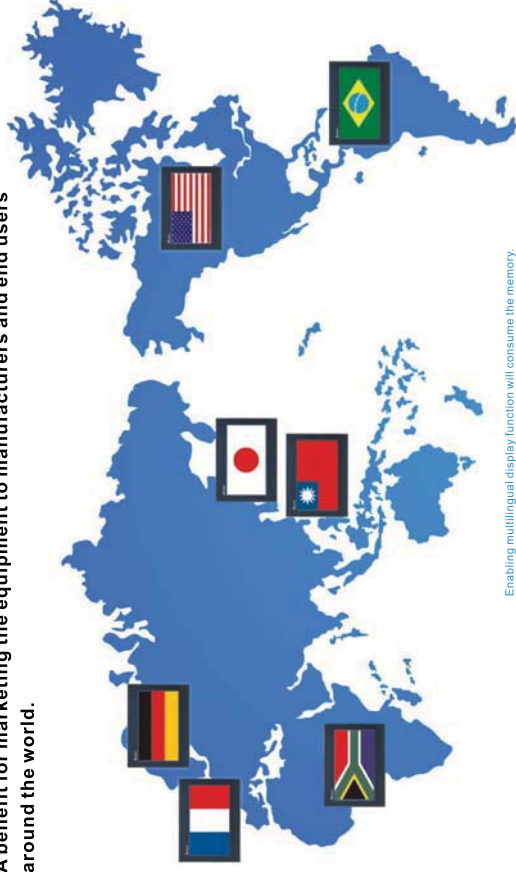 A benefit for marketing the equipment to manufacturers and end users
around the world.
Enabling multilingual display function will consume the memory.